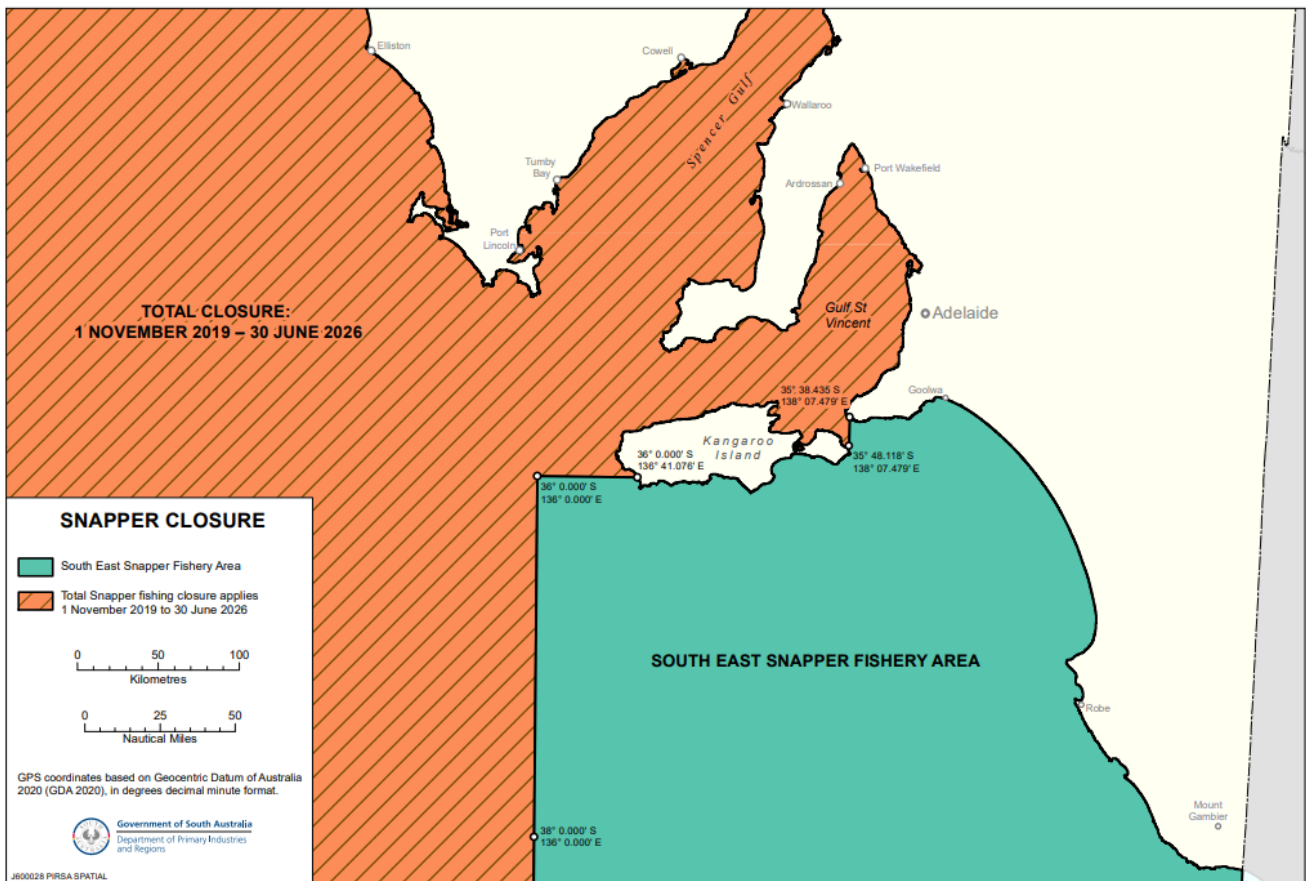 Elliston
Cowell
Spencer Gulf
Wallaroo
Tumby
Bay
Port Wakefield
Ardrossan
Port
Lincoln
TOTAL CLOSURE:
1 NOVEMBER 2019 – 30 JUNE 2026
Gulf St
Vincent
Adelaide
35° 38.435 S
138° 07.479' E
Goolwa
Kangaroo
Island
36° 0.000' S
136° 41.076' E
35° 48.118' S
138° 07.479' E
36° 0.000' S
136° 0.000' E
SNAPPER CLOSURE
South East Snapper Fishery Area
Total Snapper fishing closure applies
1 November 2019 to 30 June 2026
0 50 100
Kilometres
0 25 50
Nautical Miles
GPS coordinates based on Geocentric Datum of Australia
2020 (GDA 2020), in degrees decimal minute format.
Government of South Australia
Department of Primary Industries
and Regions
J600028 PIRSA SPATIAL
SOUTH EAST SNAPPER FISHERY AREA
Robe
Mount
Gambier
38° 0.000' S
136° 0.000' E